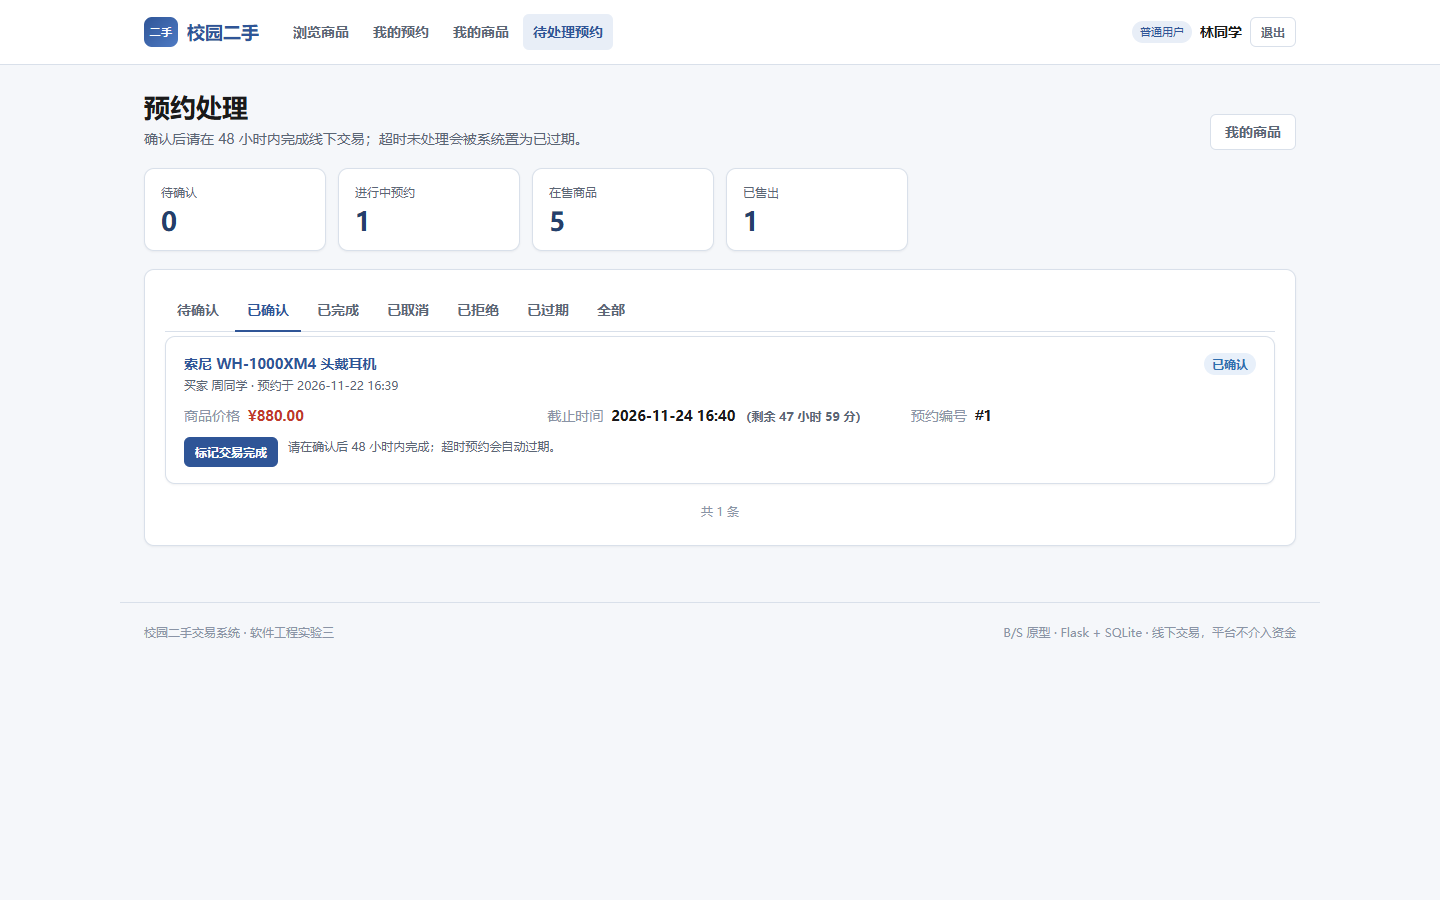 二手 校园二手 浏览商品 我的预约 我的商品 待处理预约 普通用户 林同学 退出
预约处理
确认后请在 48 小时内完成线下交易；超时未处理会被系统置为已过期。
我的商品
待确认 进行中预约 在售商品 已售出
0 1 5 1
待确认 已确认 已完成 已取消 已拒绝 已过期 全部
索尼 WH-1000XM4 头戴耳机 已确认
买家 周同学 · 预约于 2026-11-22 16:39
商品价格 ¥880.00 截止时间 2026-11-24 16:40 (剩余 47 小时 59 分) 预约编号 #1
标记交易完成 请在确认后 48 小时内完成；超时预约会自动过期。
共 1 条
校园二手交易系统 · 软件工程实验三 B/S 原型 · Flask + SQLite · 线下交易，平台不介入资金